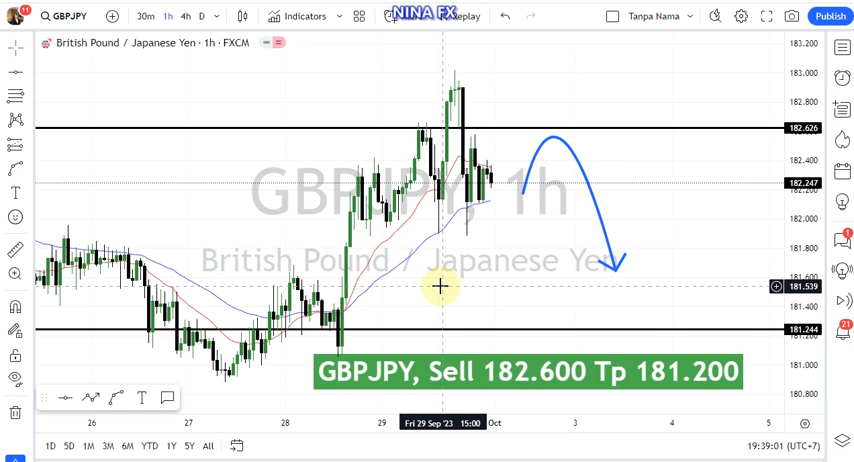 GBPJPY
30m 1h 4h D
Indicators
NINA FX
Replay
Tanpa Nama
Publish
British Pound / Japanese Yen · 1h · FXCM
183.200
183.000
182.800
182.626
182.400
182.247
182.000
181.800
181.539
181.400
181.244
181.000
180.800
GBPJPY, 1h
British Pound / Japanese Yen
GBPJPY, Sell 182.600 Tp 181.200
1
21
26 27 28 29 Fri 29 Sep '23 15:00 Oct 3 4 5
1D 5D 1M 3M 6M YTD 1Y 5Y All
19:39:01 (UTC+7)